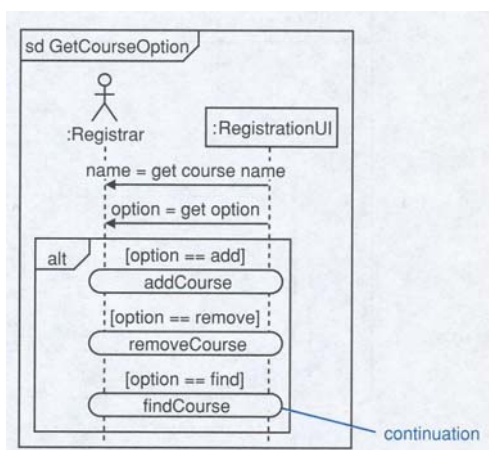 sd GetCourseOption
:Registrar
:RegistrationUI
name = get course name
option = get option
alt
[option == add]
addCourse
[option == remove]
removeCourse
[option == find]
findCourse
continuation